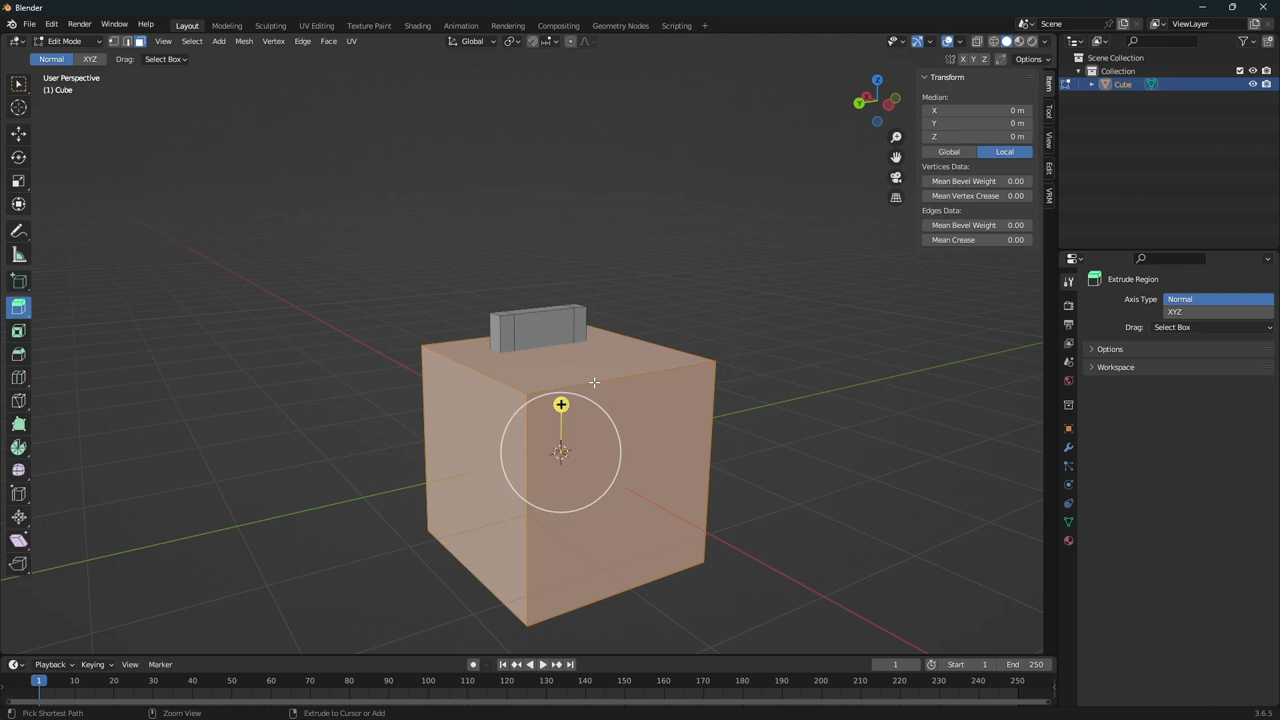 Blender
File Edit Render Window Help Layout Modeling Sculpting UV Editing Texture Paint Shading Animation Rendering Compositing Geometry Nodes Scripting + Scene ViewLayer
Edit Mode View Select Add Mesh Vertex Edge Face UV Global
Normal XYZ Drag: Select Box X Y Z Options
User Perspective
(1) Cube
Z
Y
Transform
Median:
X 0 m
Y 0 m
Z 0 m
Global Local
Vertices Data:
Mean Bevel Weight 0.00
Mean Vertex Crease 0.00
Edges Data:
Mean Bevel Weight 0.00
Mean Crease 0.00
Item
Tool
View
Edit
VRM
Scene Collection
Collection
Cube
Extrude Region
Axis Type Normal
XYZ
Drag: Select Box
Options
Workspace
Playback Keying View Marker 1 Start 1 End 250
1 10 20 30 40 50 60 70 80 90 100 110 120 130 140 150 160 170 180 190 200 210 220 230 240 250
Pick Shortest Path Zoom View Extrude to Cursor or Add 3.6.5